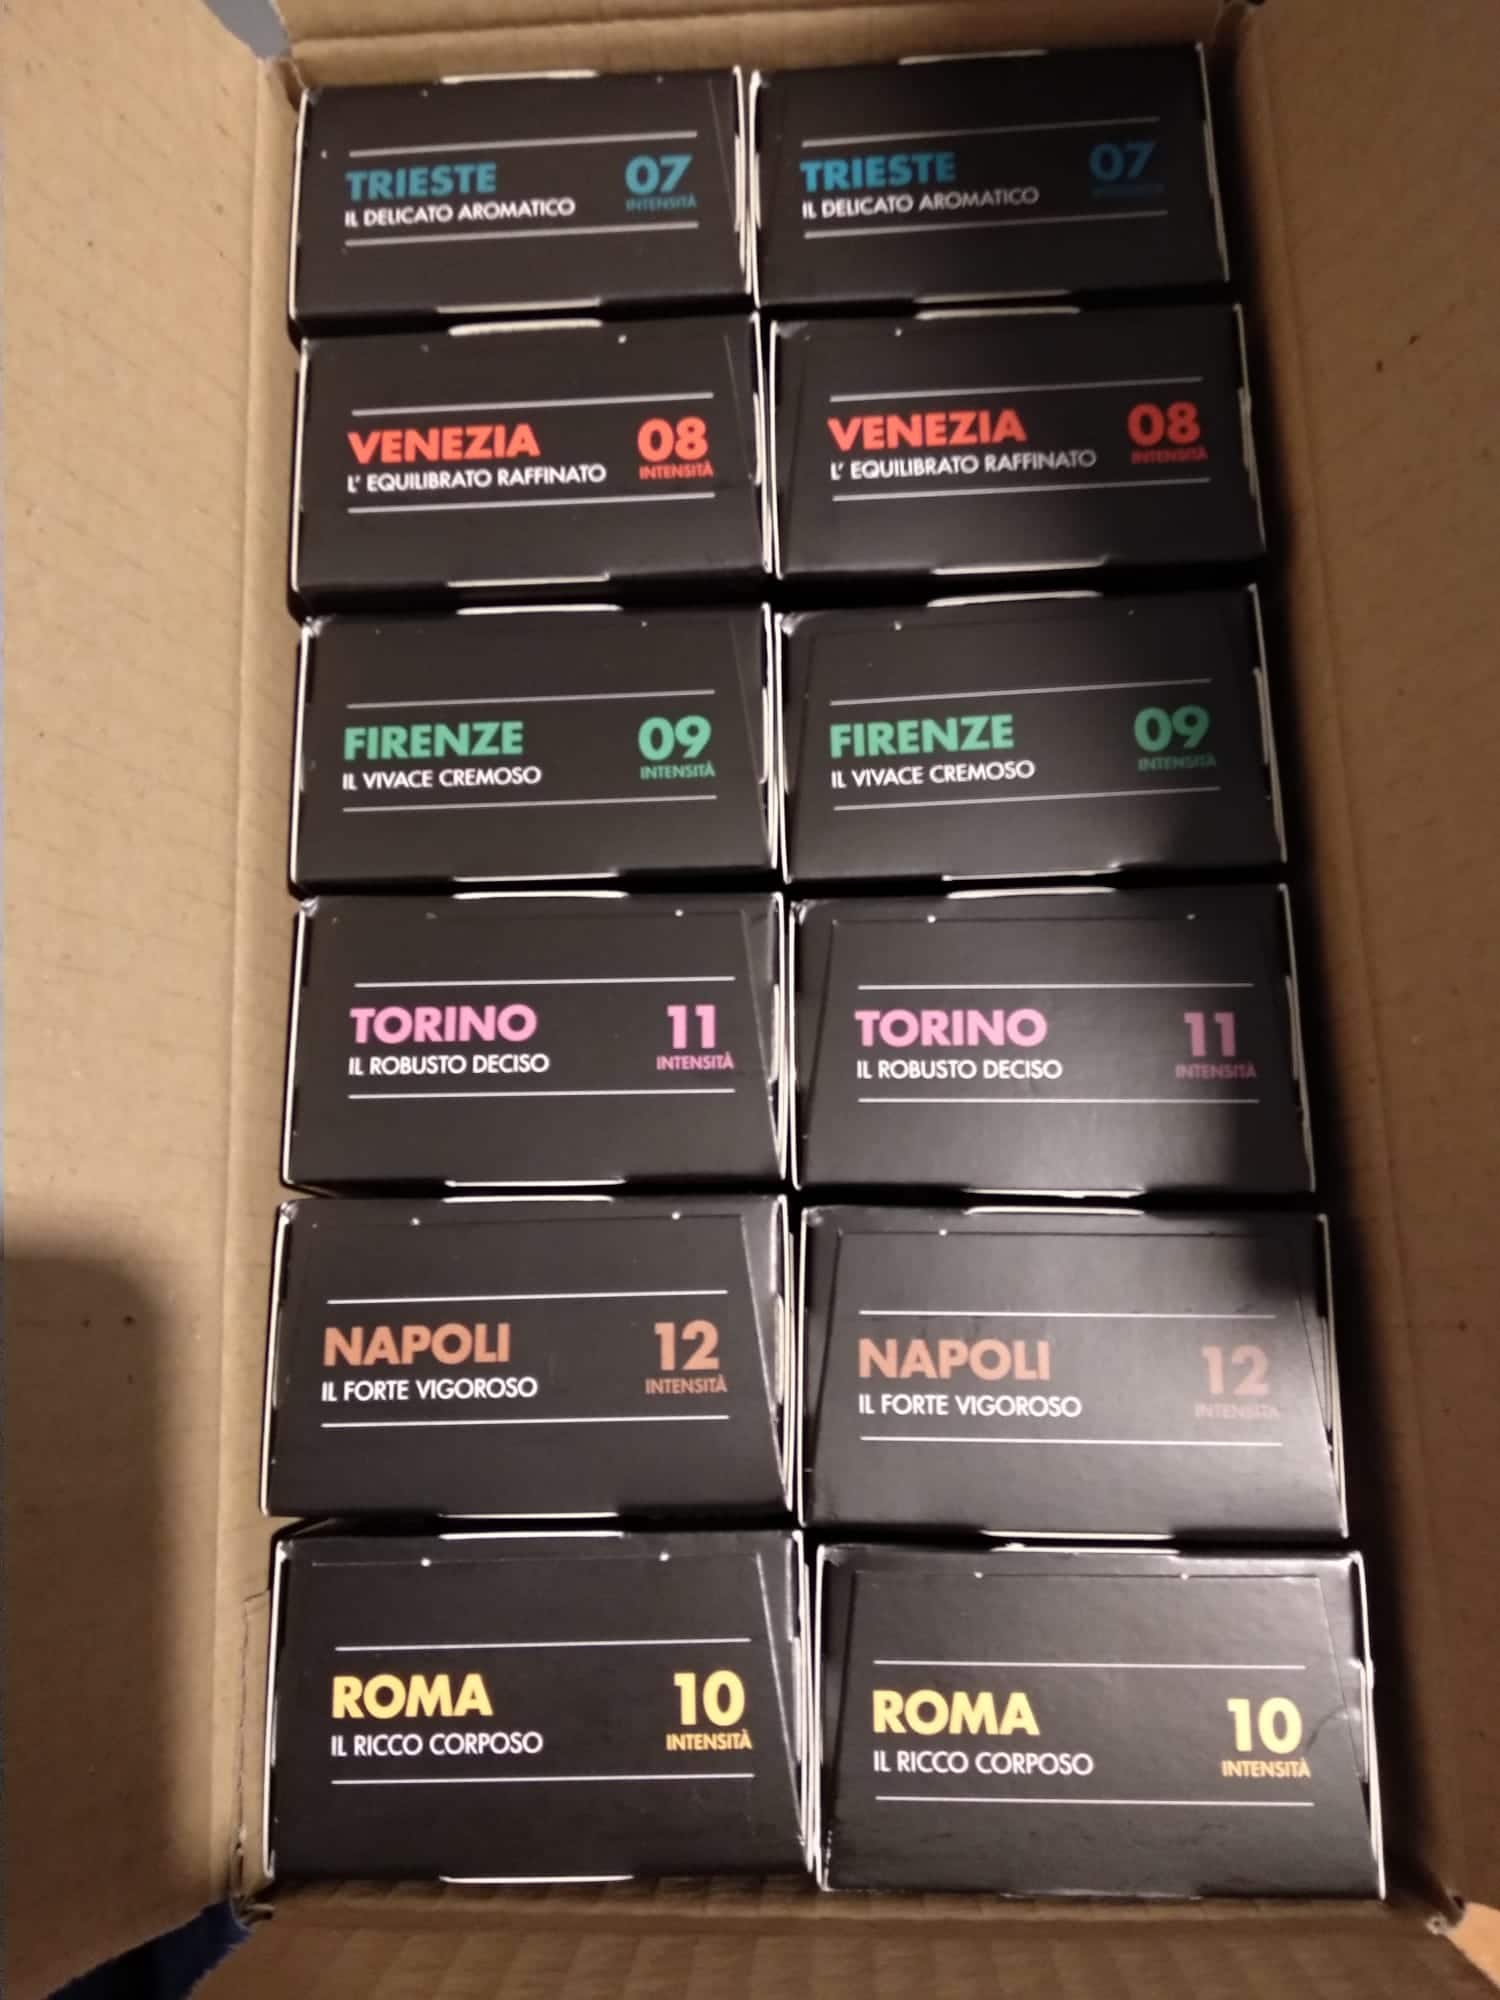 TRIESTE 07
IL DELICATO AROMATICO INTENSITÀ
TRIESTE 07
IL DELICATO AROMATICO INTENSITÀ
VENEZIA 08
L' EQUILIBRATO RAFFINATO INTENSITÀ
VENEZIA 08
L' EQUILIBRATO RAFFINATO INTENSITÀ
FIRENZE 09
IL VIVACE CREMOSO INTENSITÀ
FIRENZE 09
IL VIVACE CREMOSO INTENSITÀ
TORINO 11
IL ROBUSTO DECISO INTENSITÀ
TORINO 11
IL ROBUSTO DECISO INTENSITÀ
NAPOLI 12
IL FORTE VIGOROSO INTENSITÀ
NAPOLI 12
IL FORTE VIGOROSO INTENSITÀ
ROMA 10
IL RICCO CORPOSO INTENSITÀ
ROMA 10
IL RICCO CORPOSO INTENSITÀ